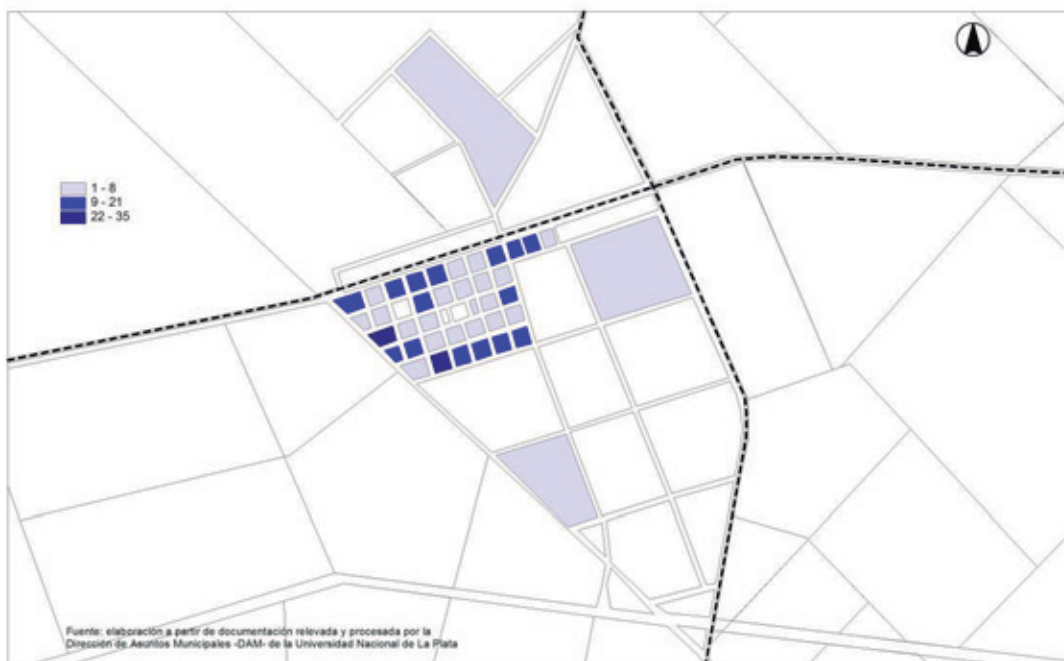 1 - 8
9 - 21
22 - 35
Fuente: elaboración a partir de documentación relevada y procesada por la
Dirección de Asuntos Municipales -DAM- de la Universidad Nacional de La Plata